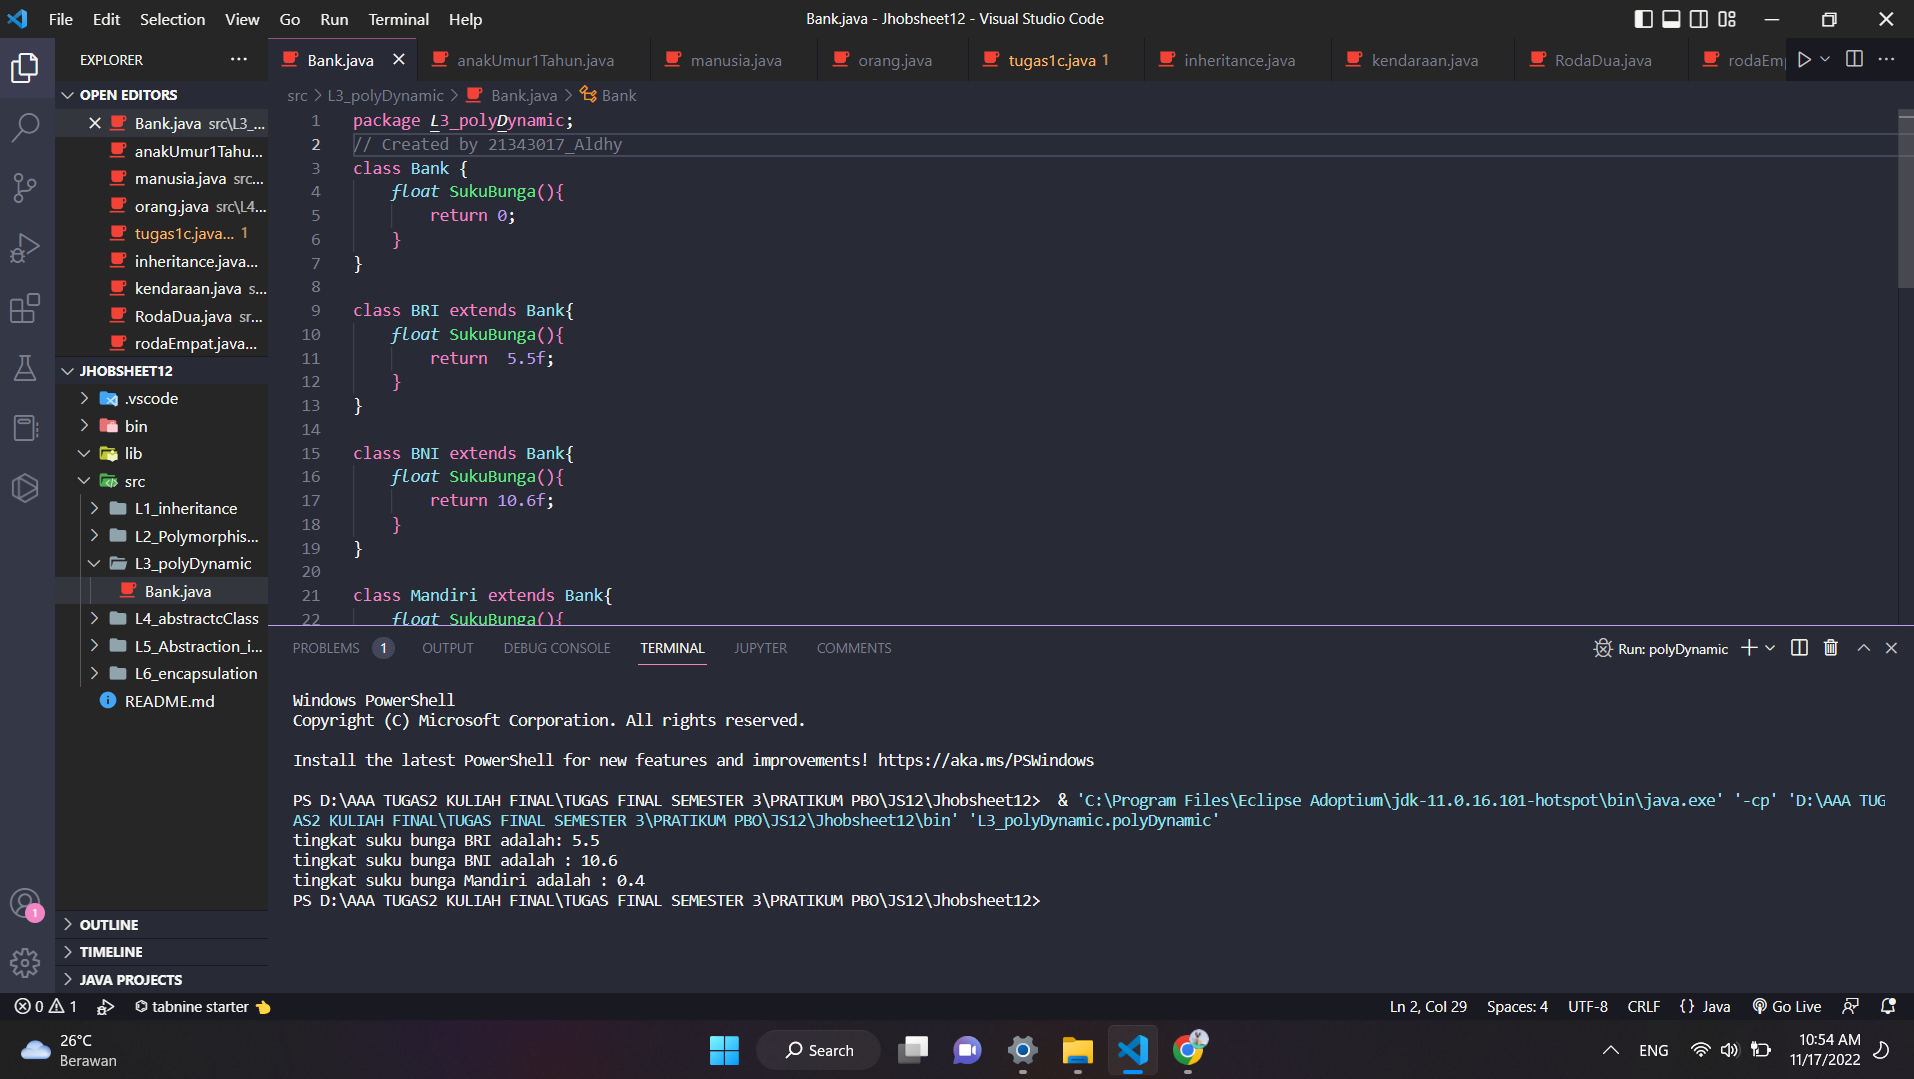 File Edit Selection View Go Run Terminal Help
Bank.java - Jhobsheet12 - Visual Studio Code
EXPLORER
Bank.java
anakUmur1Tahun.java
manusia.java
orang.java
tugas1c.java 1
inheritance.java
kendaraan.java
RodaDua.java
rodaEmp
OPEN EDITORS
Bank.java src\L3_...
anakUmur1Tahu...
manusia.java src...
orang.java src\L4...
tugas1c.java... 1
inheritance.java...
kendaraan.java s...
RodaDua.java sr...
rodaEmpat.java...
JHOBSHEET12
.vscode
bin
lib
src
L1_inheritance
L2_Polymorphis...
L3_polyDynamic
Bank.java
L4_abstractcClass
L5_Abstraction_i...
L6_encapsulation
README.md
OUTLINE
TIMELINE
JAVA PROJECTS
src > L3_polyDynamic > Bank.java > Bank
1 package L3_polyDynamic;
2 // Created by 21343017_Aldhy
3 class Bank {
4 float SukuBunga(){
5 return 0;
6 }
7 }
8
9 class BRI extends Bank{
10 float SukuBunga(){
11 return  5.5f;
12 }
13 }
14
15 class BNI extends Bank{
16 float SukuBunga(){
17 return 10.6f;
18 }
19 }
20
21 class Mandiri extends Bank{
22 float SukuBunga(){
PROBLEMS 1 OUTPUT DEBUG CONSOLE TERMINAL JUPYTER COMMENTS
Run: polyDynamic
Windows PowerShell
Copyright (C) Microsoft Corporation. All rights reserved.
Install the latest PowerShell for new features and improvements! https://aka.ms/PSWindows
PS D:\AAA TUGAS2 KULIAH FINAL\TUGAS FINAL SEMESTER 3\PRATIKUM PBO\JS12\Jhobsheet12>  & 'C:\Program Files\Eclipse Adoptium\jdk-11.0.16.101-hotspot\bin\java.exe' '-cp' 'D:\AAA TUG
AS2 KULIAH FINAL\TUGAS FINAL SEMESTER 3\PRATIKUM PBO\JS12\Jhobsheet12\bin' 'L3_polyDynamic.polyDynamic'
tingkat suku bunga BRI adalah: 5.5
tingkat suku bunga BNI adalah : 10.6
tingkat suku bunga Mandiri adalah : 0.4
PS D:\AAA TUGAS2 KULIAH FINAL\TUGAS FINAL SEMESTER 3\PRATIKUM PBO\JS12\Jhobsheet12>
1
0 1 tabnine starter
Ln 2, Col 29 Spaces: 4 UTF-8 CRLF {} Java Go Live
26°C
Berawan
Search
ENG
10:54 AM
11/17/2022